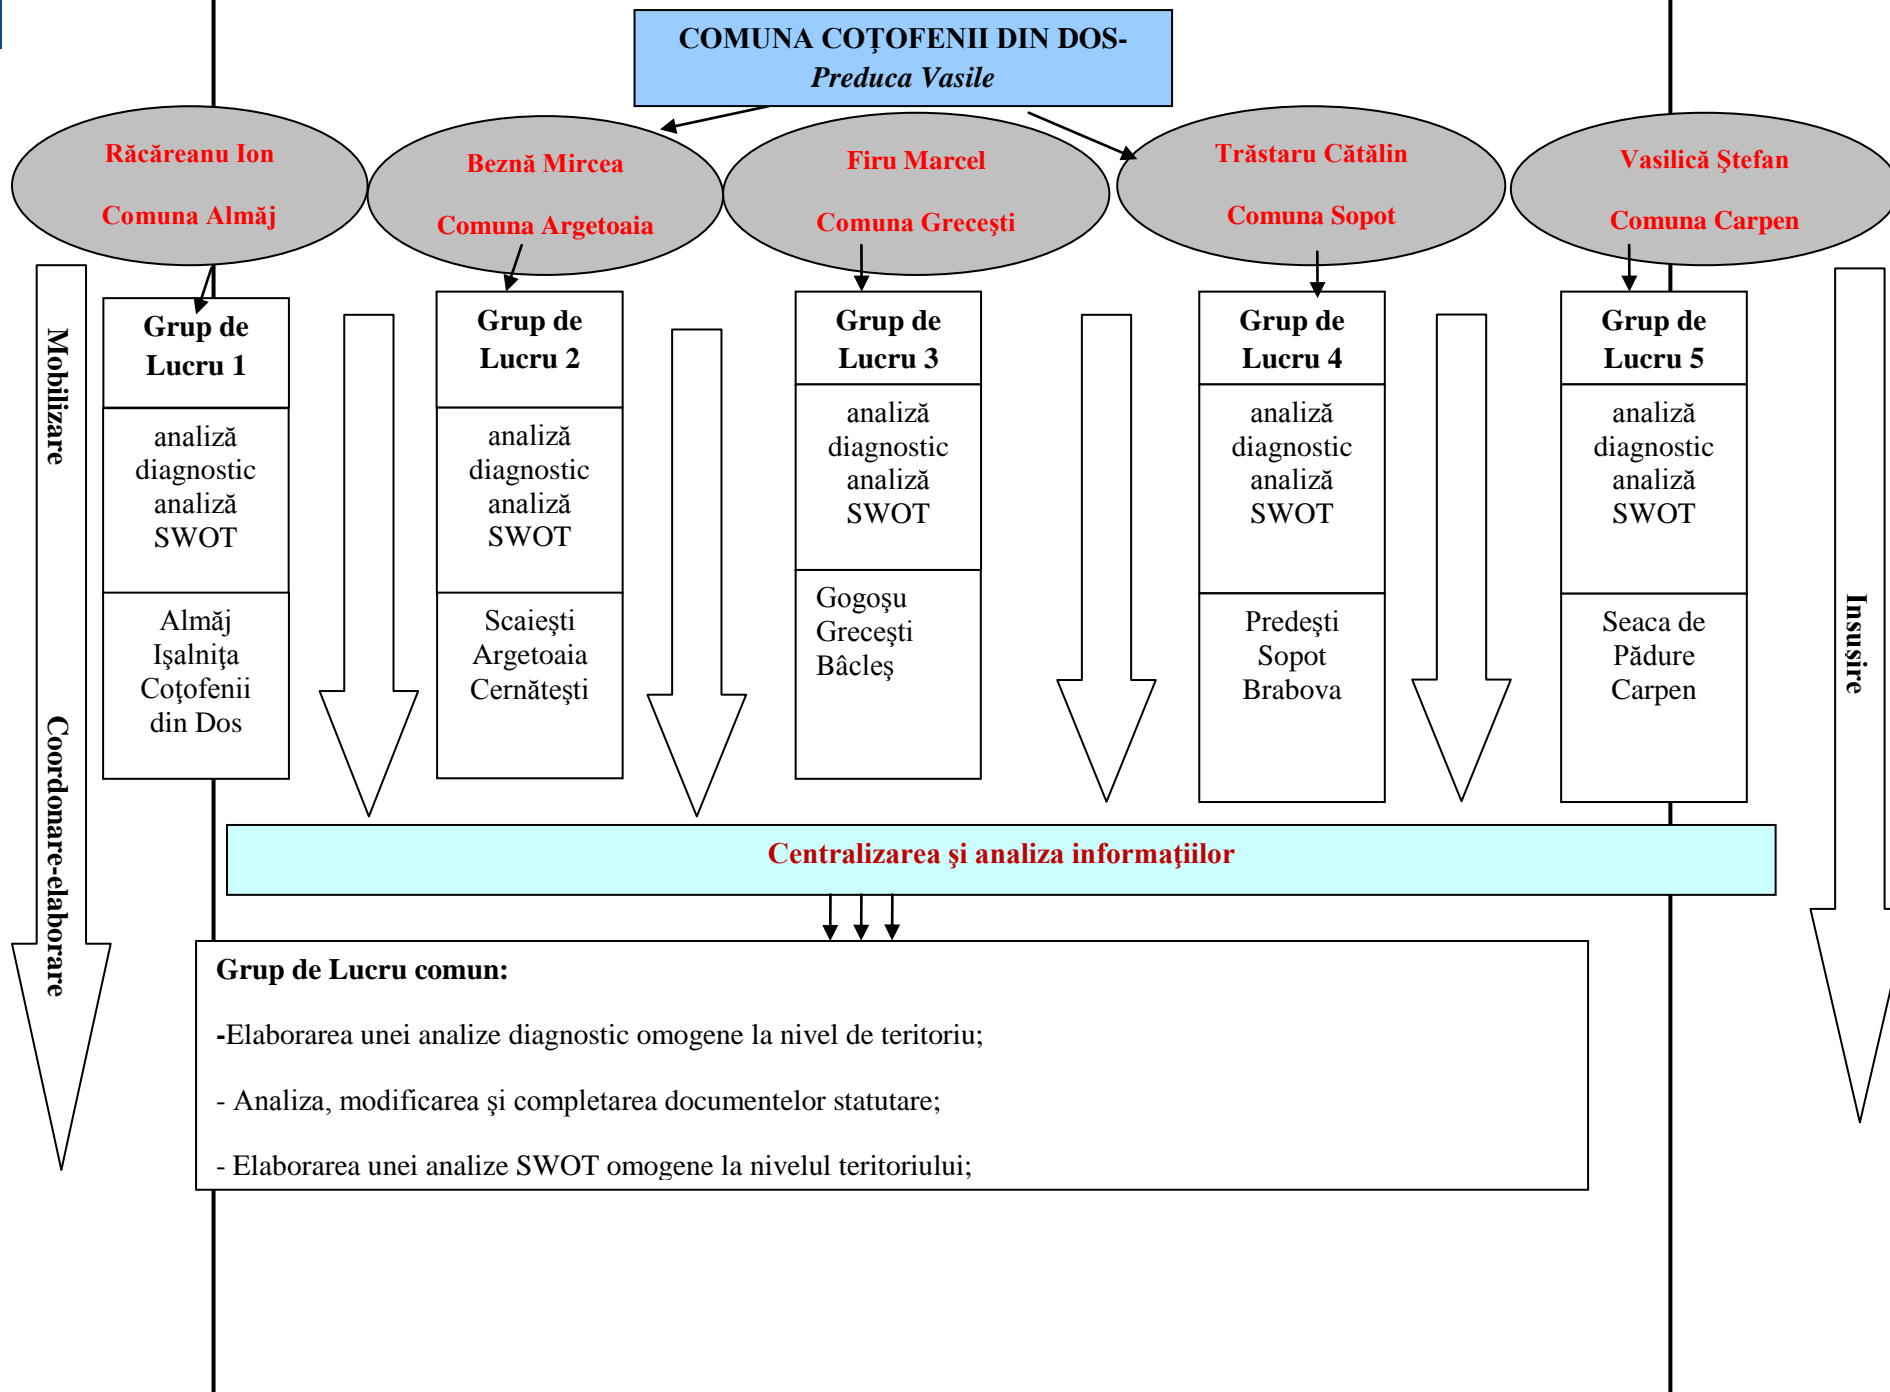 COMUNA COŢOFENII DIN DOS-
Preduca Vasile
Răcăreanu Ion
Comuna Almăj
Beznă Mircea
Comuna Argetoaia
Firu Marcel
Comuna Greceşti
Trăstaru Cătălin
Comuna Sopot
Vasilică Ştefan
Comuna Carpen
Mobilizare
Coordonare-elaborare
Grup de
Lucru 1
analiză
diagnostic
analiză
SWOT
Almăj
Işalniţa
Coţofenii
din Dos
Grup de
Lucru 2
analiză
diagnostic
analiză
SWOT
Scaieşti
Argetoaia
Cernăteşti
Grup de
Lucru 3
analiză
diagnostic
analiză
SWOT
Gogoşu
Greceşti
Bâcleş
Grup de
Lucru 4
analiză
diagnostic
analiză
SWOT
Predeşti
Sopot
Brabova
Grup de
Lucru 5
analiză
diagnostic
analiză
SWOT
Seaca de
Pădure
Carpen
Insuşire
Centralizarea şi analiza informaţiilor
Grup de Lucru comun:
-Elaborarea unei analize diagnostic omogene la nivel de teritoriu;
- Analiza, modificarea şi completarea documentelor statutare;
- Elaborarea unei analize SWOT omogene la nivelul teritoriului;